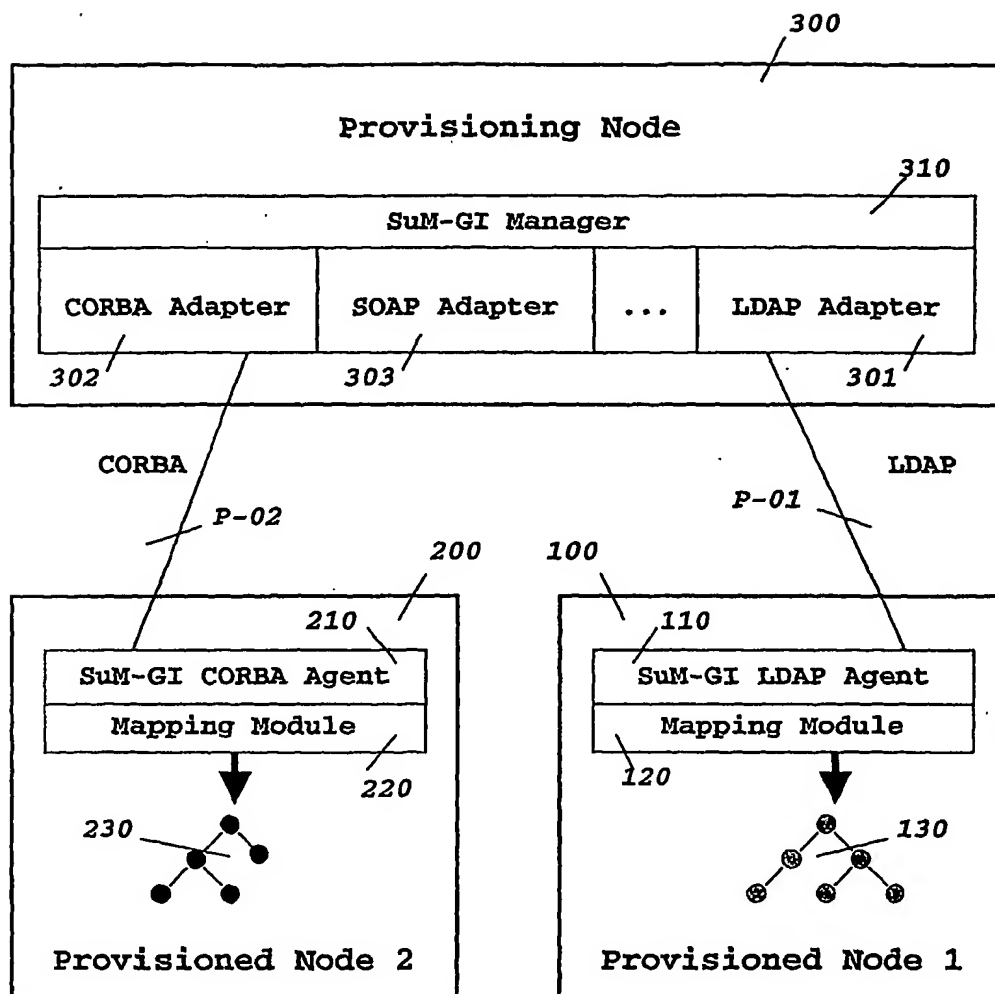 300
Provisioning Node
310
SuM-GI Manager
CORBA Adapter SOAP Adapter ... LDAP Adapter
302 303 301
CORBA LDAP
P-02 P-01
200 100
210 110
SuM-GI CORBA Agent SuM-GI LDAP Agent
Mapping Module Mapping Module
220 120
230 130
Provisioned Node 2 Provisioned Node 1